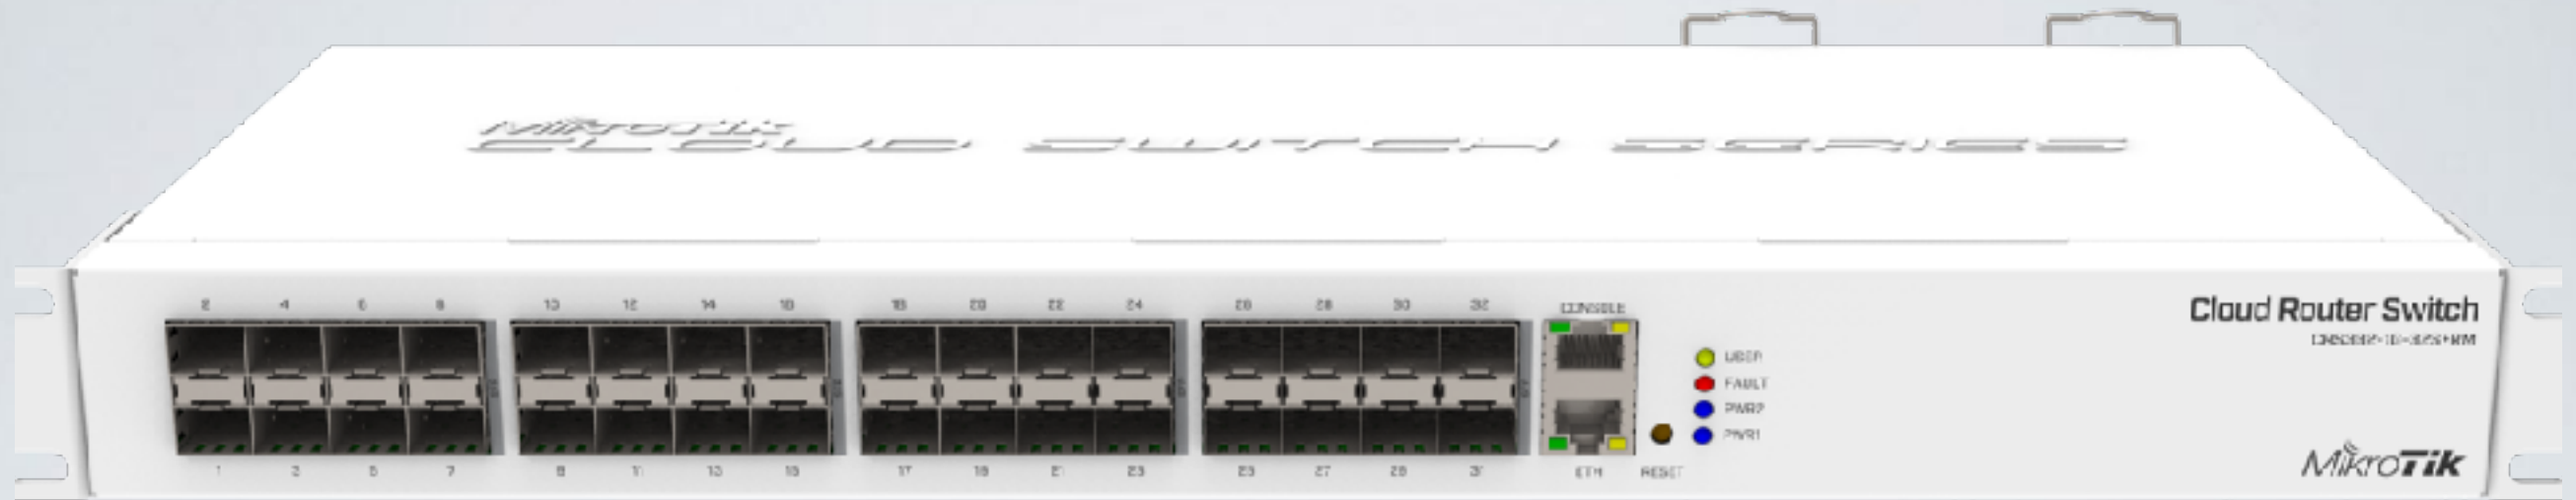 MikroTik
CLOUD SWITCH SERIES
2 4 6 8 10 12 14 16 18 20 22 24 26 28 30 32 CONSOLE
Cloud Router Switch
USER
FAULT
PWR2
PWR1
1 3 5 7 9 11 13 15 17 19 21 23 25 27 29 31 ETH RESET
MikroTik